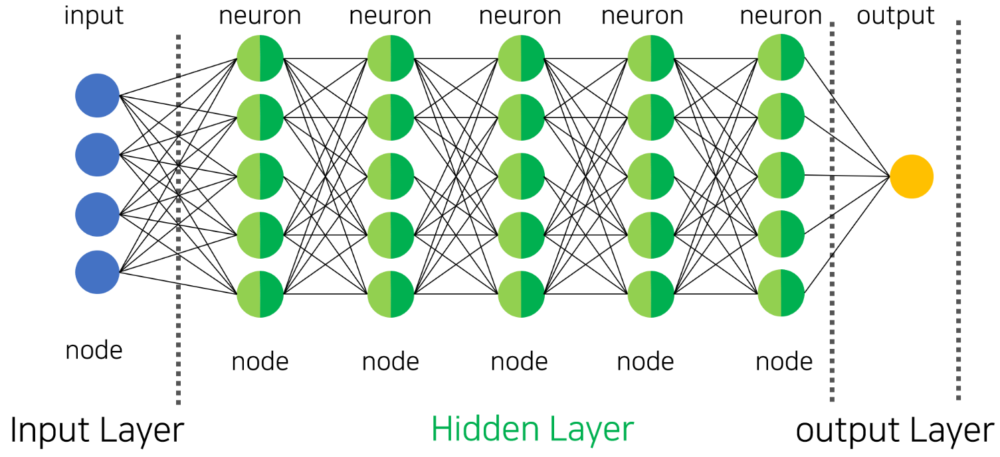 input neuron neuron neuron neuron neuron output
node node node node node node
Input Layer Hidden Layer output Layer